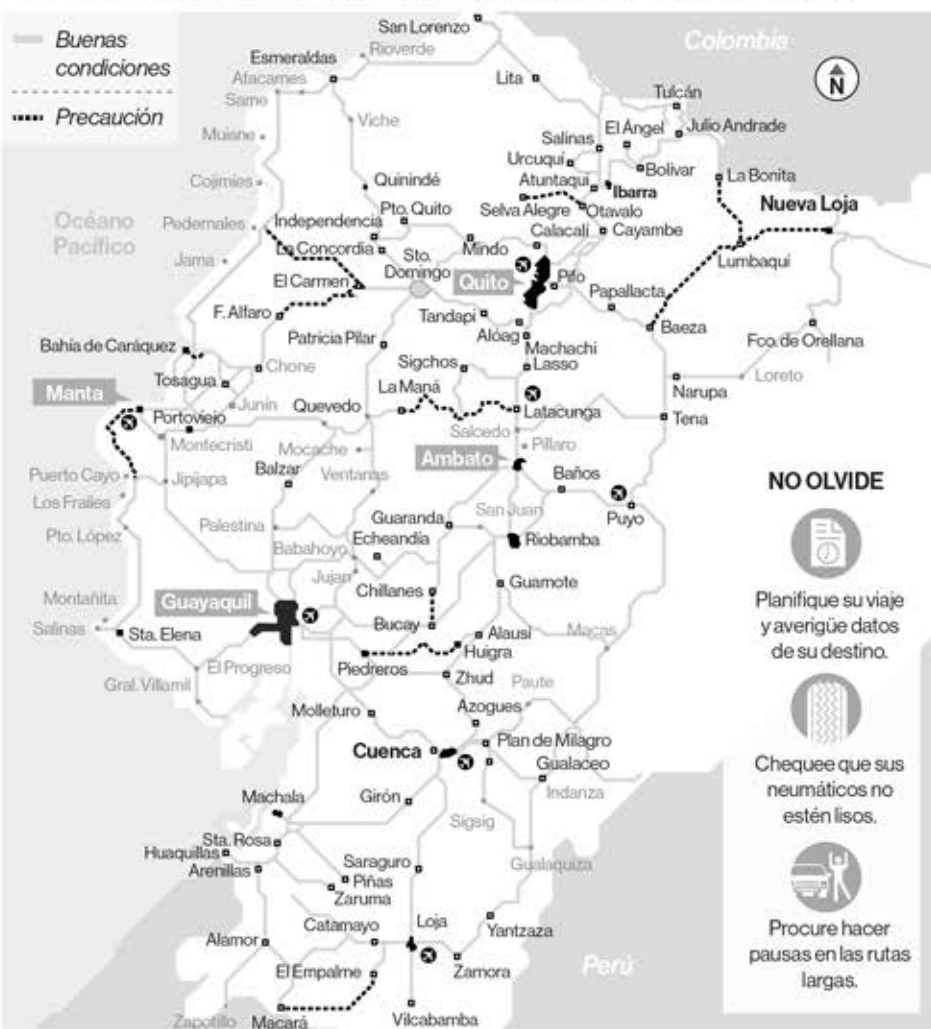 Buenas
condiciones
Precaución
San Lorenzo
Colombia
N
Rioverde
Esmeraldas
Atacames
Same
Lita
Tulcán
Muisne
Viche
Salinas
El Ángel
Julio Andrade
Urcuquí
Bolívar
Cojimíes
Quinindé
Atuntaqui
Ibarra
La Bonita
Océano
Pacífico
Pedernales
Pto. Quito
Selva Alegre
Otavalo
Nueva Loja
Independencia
Calacalí
Cayambe
La Concordia
Mindo
Jama
Sto.
Domingo
Lumbaqui
El Carmen
Quito
Pifo
Papallacta
F. Alfaro
Tandapi
Baeza
Patricia Pilar
Alóag
Bahía de Caráquez
Machachi
Fco. de Orellana
Chone
Sigchos
Lasso
Tosagua
Loreto
Manta
La Maná
Narupa
Junín
Quevedo
Latacunga
Portoviejo
Tena
Montecristi
Salcedo
Mocache
Píllaro
Ambato
Puerto Cayo
Jipijapa
Balzar
Ventanas
Baños
Los Frailes
San Juan
Puyo
Pto. López
Palestina
Guaranda
Echeandía
Riobamba
Babahoyo
Jujan
Chillanes
Guamote
Montañita
Guayaquil
Salinas
Sta. Elena
Bucay
Alausí
Macas
El Progreso
Piedreros
Huigra
Gral. Villamil
Zhud
Paute
Molleturo
Azogues
Cuenca
Plan de Milagro
Gualaceo
Indanza
Machala
Girón
Sigsig
Sta. Rosa
Huaquillas
Arenillas
Saraguro
Gualaquiza
Piñas
Zaruma
Loja
Catamayo
Yantzaza
Alamor
El Empalme
Zamora
Perú
Zapotillo
Macará
Vilcabamba
NO OLVIDE
Planifique su viaje
y averigüe datos
de su destino.
Chequee que sus
neumáticos no
estén lisos.
Procure hacer
pausas en las rutas
largas.